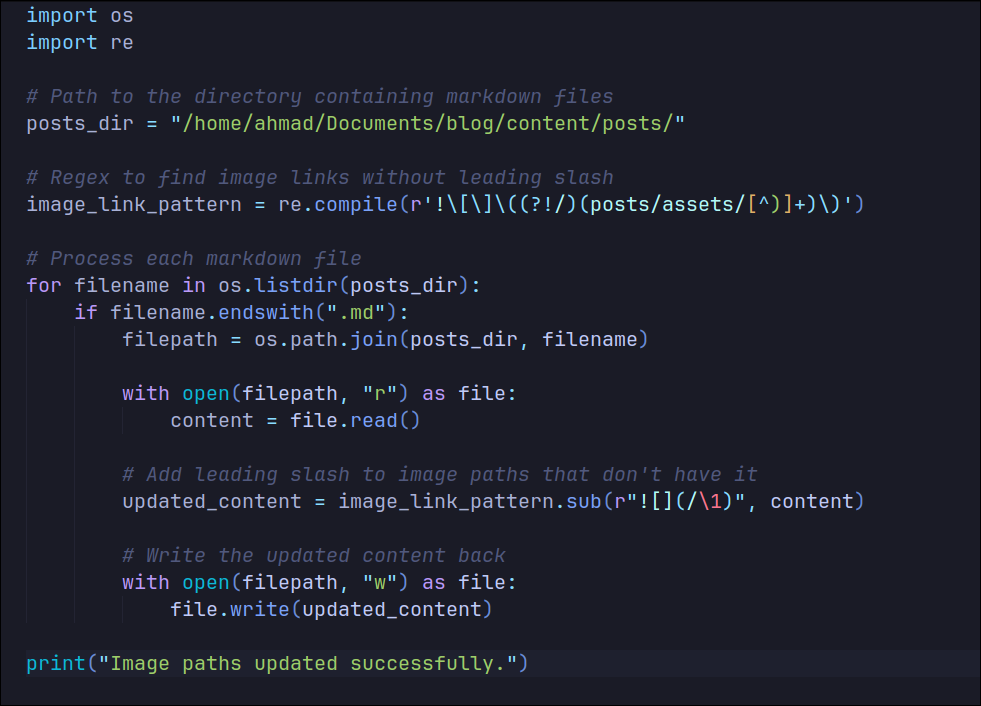 import os
import re

# Path to the directory containing markdown files
posts_dir = "/home/ahmad/Documents/blog/content/posts/"

# Regex to find image links without leading slash
image_link_pattern = re.compile(r'!\[\]\((?!/)(posts/assets/[^)]+)\)')

# Process each markdown file
for filename in os.listdir(posts_dir):
    if filename.endswith(".md"):
        filepath = os.path.join(posts_dir, filename)

        with open(filepath, "r") as file:
            content = file.read()

        # Add leading slash to image paths that don't have it
        updated_content = image_link_pattern.sub(r"![](/\1)", content)

        # Write the updated content back
        with open(filepath, "w") as file:
            file.write(updated_content)

print("Image paths updated successfully.")